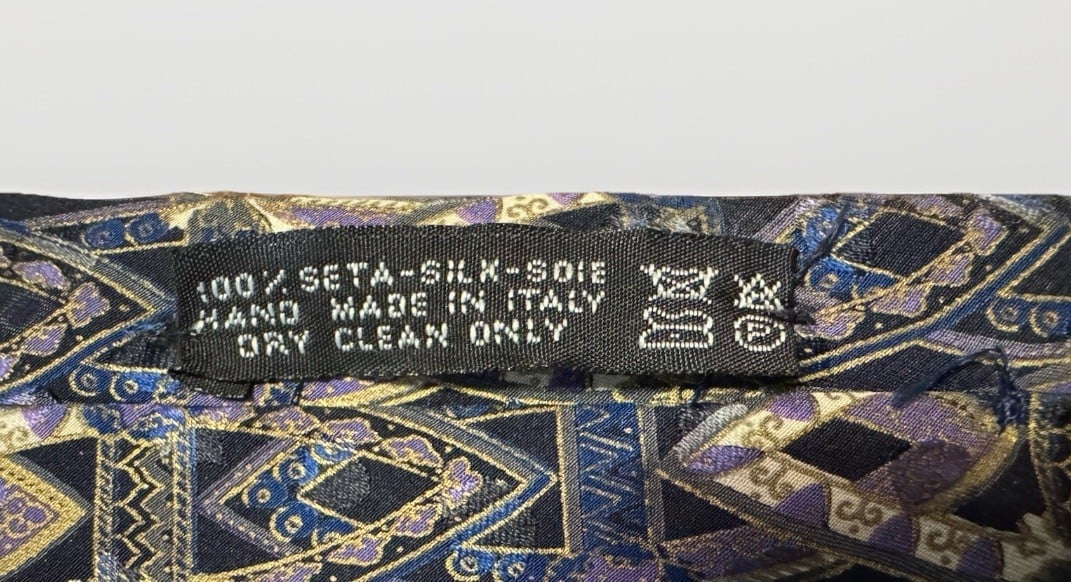 100% SETA-SILK-SOIE
HAND MADE IN ITALY
DRY CLEAN ONLY
P